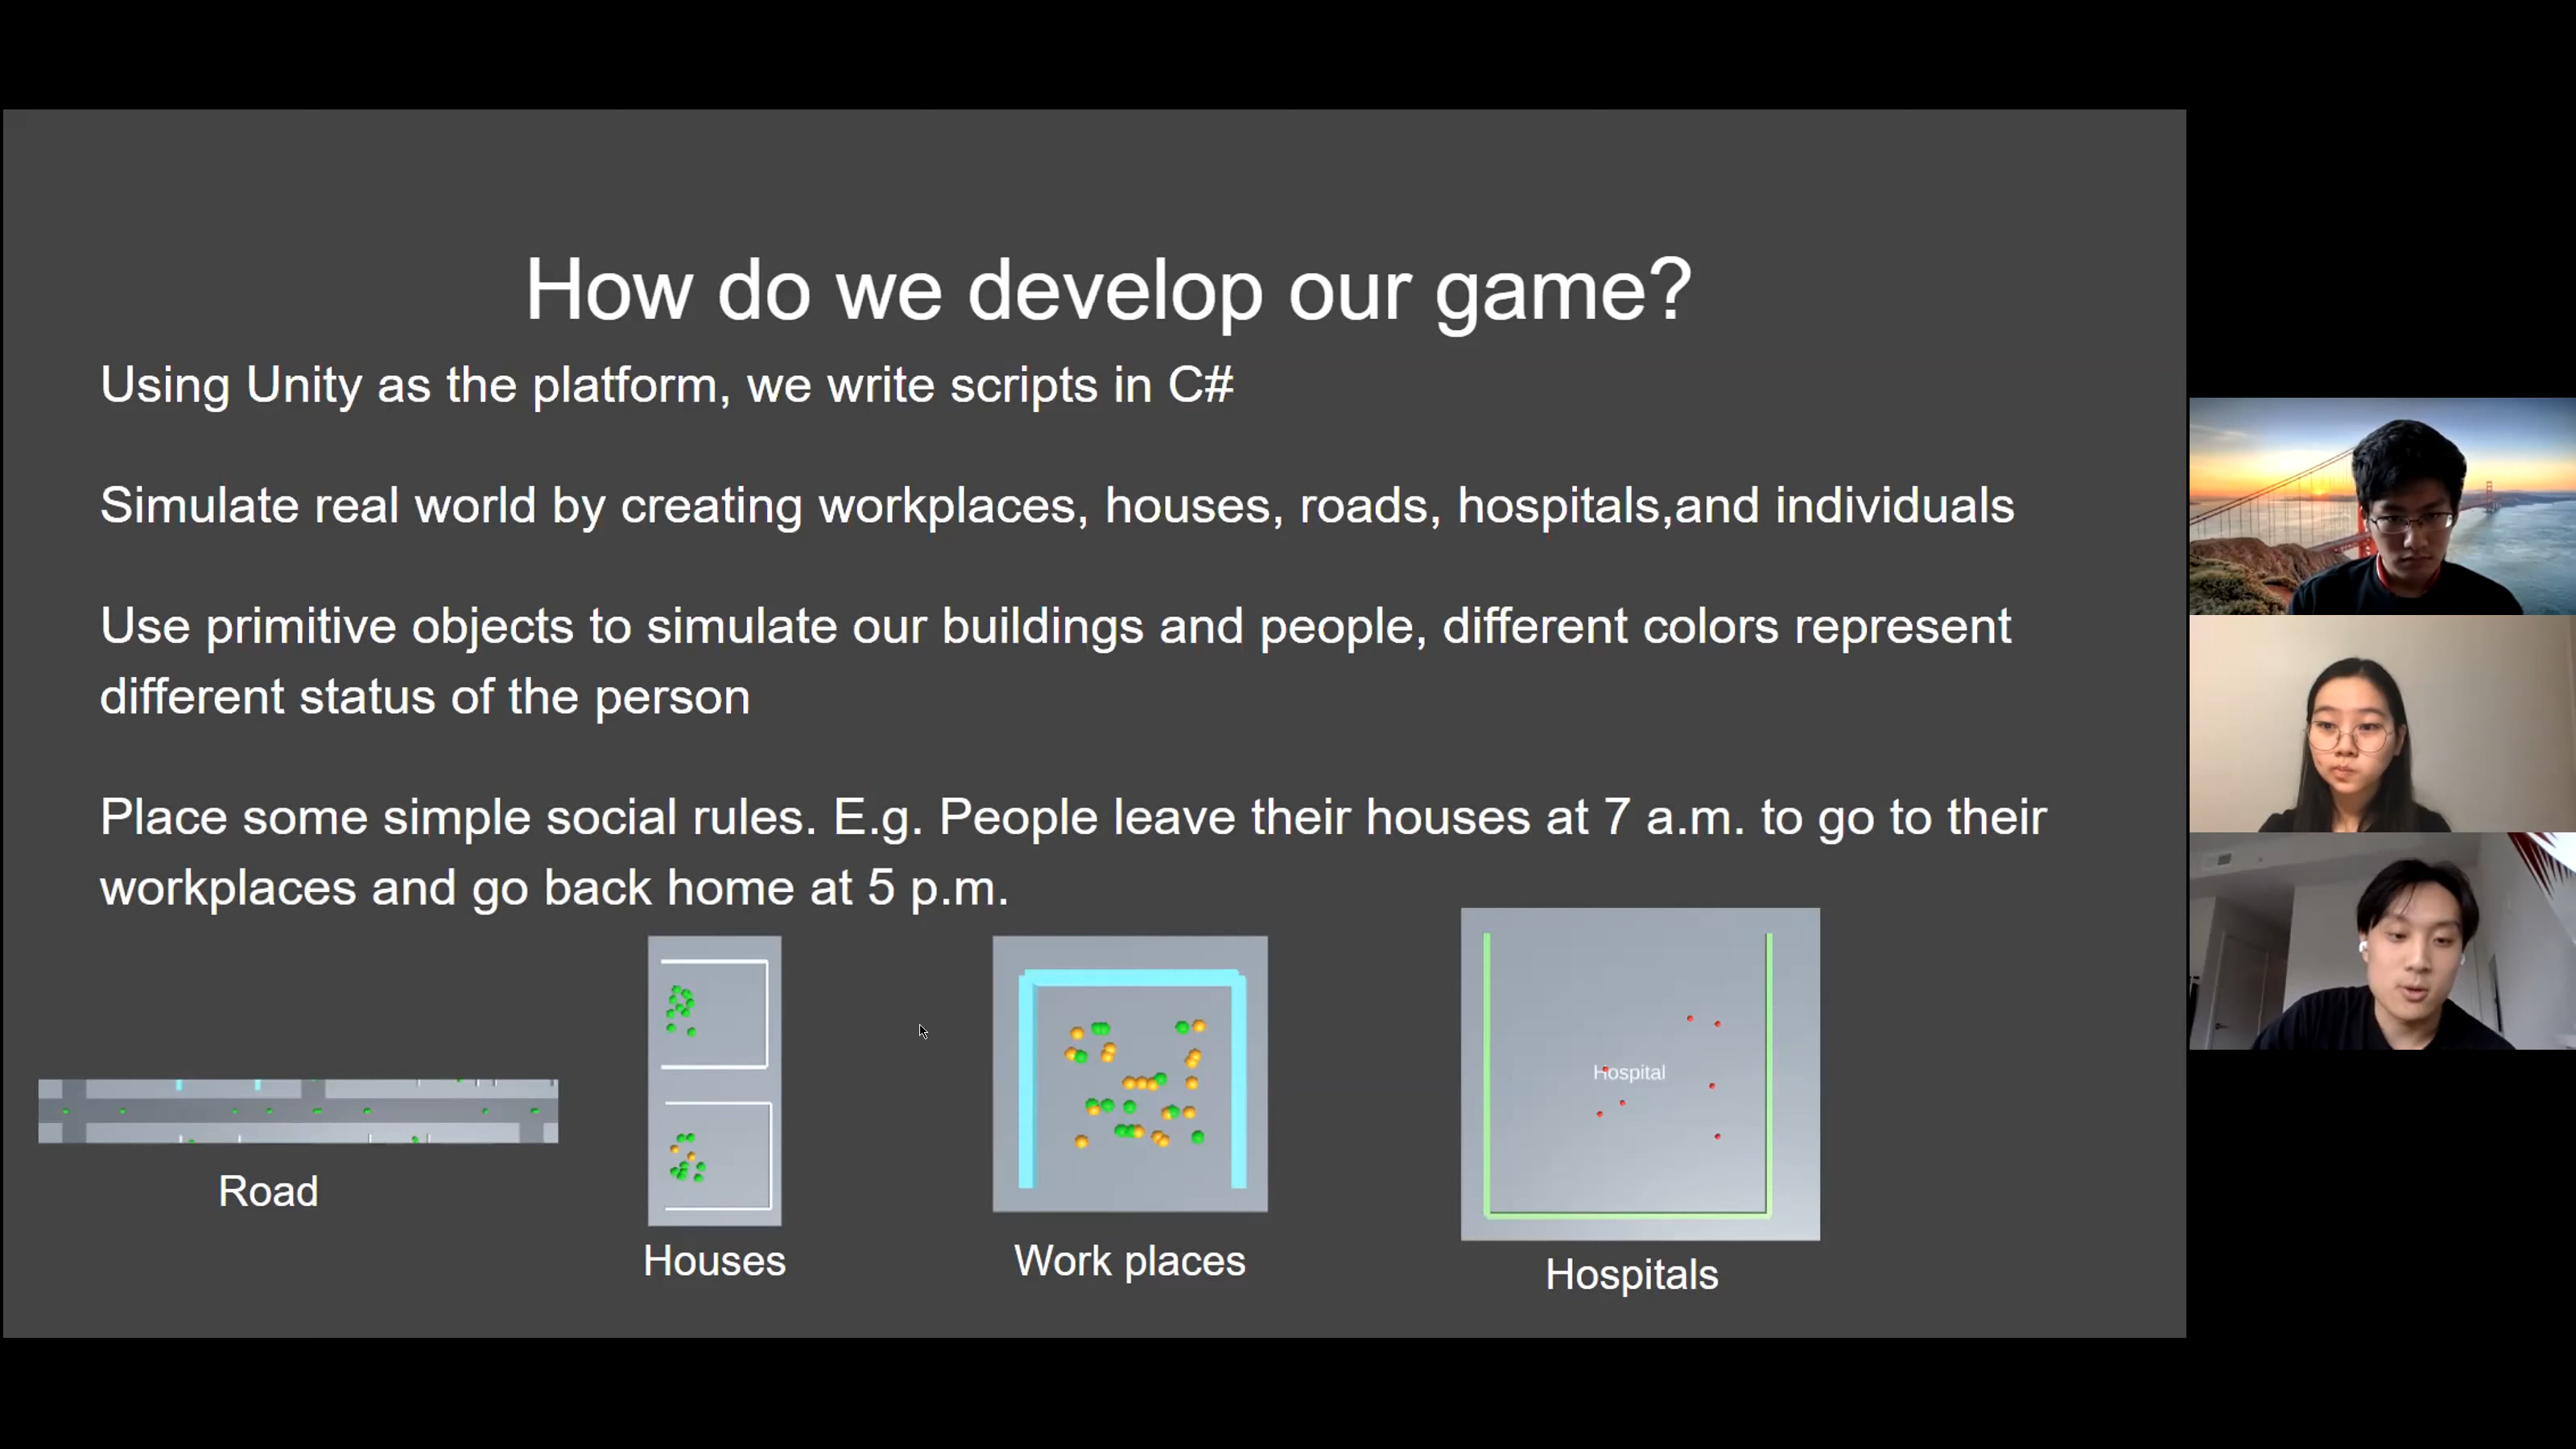 How do we develop our game?
Using Unity as the platform, we write scripts in C#
Simulate real world by creating workplaces, houses, roads, hospitals,and individuals
Use primitive objects to simulate our buildings and people, different colors represent
different status of the person
Place some simple social rules. E.g. People leave their houses at 7 a.m. to go to their
workplaces and go back home at 5 p.m.
Hospital
Road
Houses
Work places
Hospitals